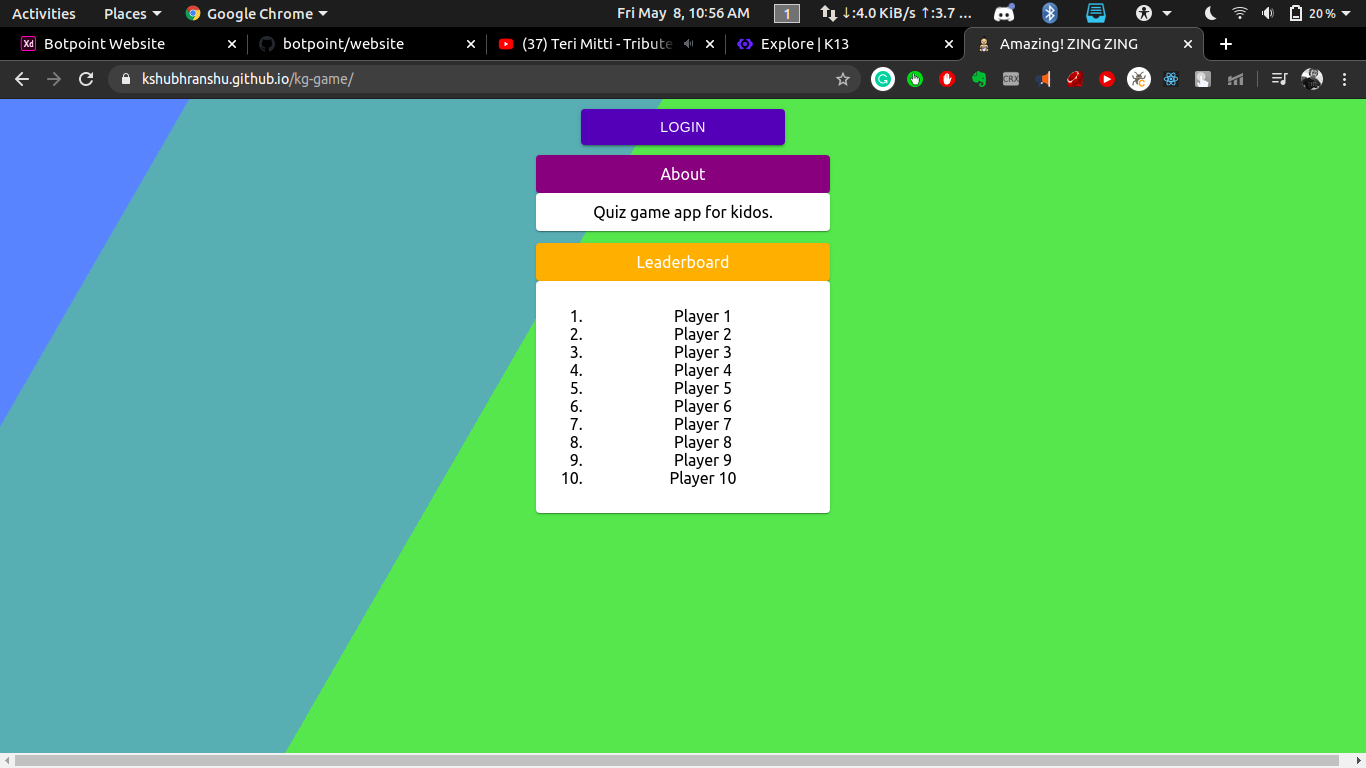 Activities Places Google Chrome Fri May 8, 10:56 AM 1 ↓:4.0 KiB/s ↑:3.7 ... 20 %
Xd Botpoint Website botpoint/website (37) Teri Mitti - Tribute Explore | K13 Amazing! ZING ZING
kshubhranshu.github.io/kg-game/ CRX
LOGIN
About
Quiz game app for kidos.
Leaderboard
1. Player 1
2. Player 2
3. Player 3
4. Player 4
5. Player 5
6. Player 6
7. Player 7
8. Player 8
9. Player 9
10. Player 10